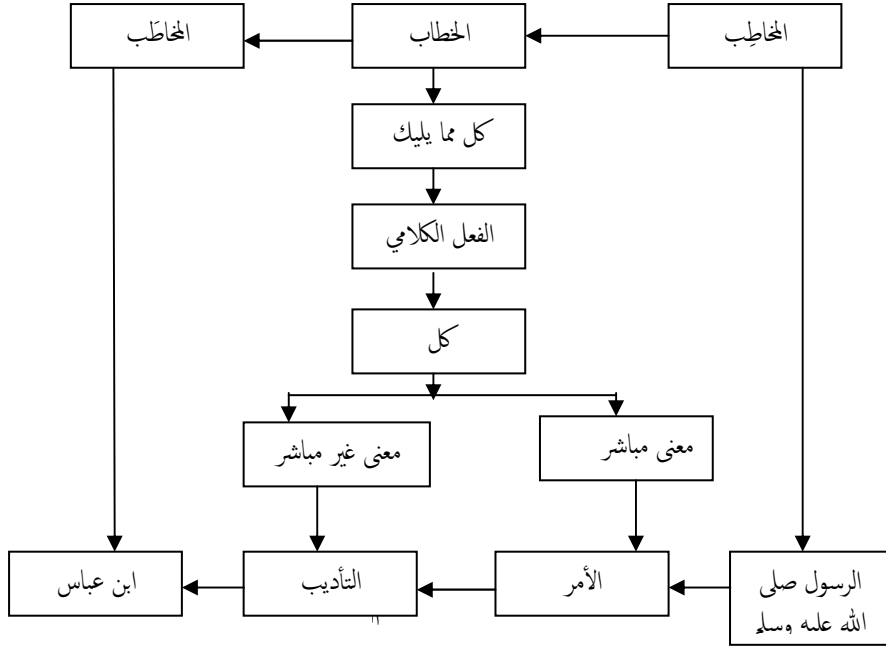 المخاطِب
الخطاب
المخاطَب
كل مما يليك
الفعل الكلامي
كل
معنى مباشر
معنى غير مباشر
الرسول صلى
الله عليه وسلم
الأمر
التأديب
ابن عباس